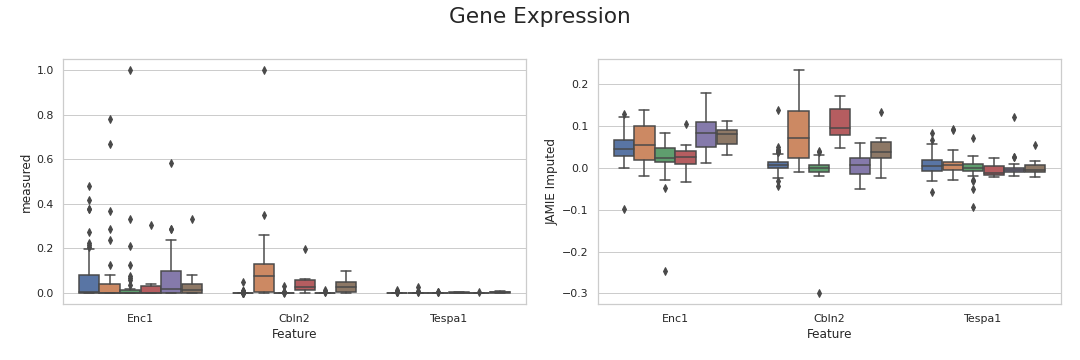 Gene Expression
measured
1.0
0.8
0.6
0.4
0.2
0.0
Enc1 Cbln2 Tespa1
Feature
JAMIE Imputed
0.2
0.1
0.0
−0.1
−0.2
−0.3
Enc1 Cbln2 Tespa1
Feature